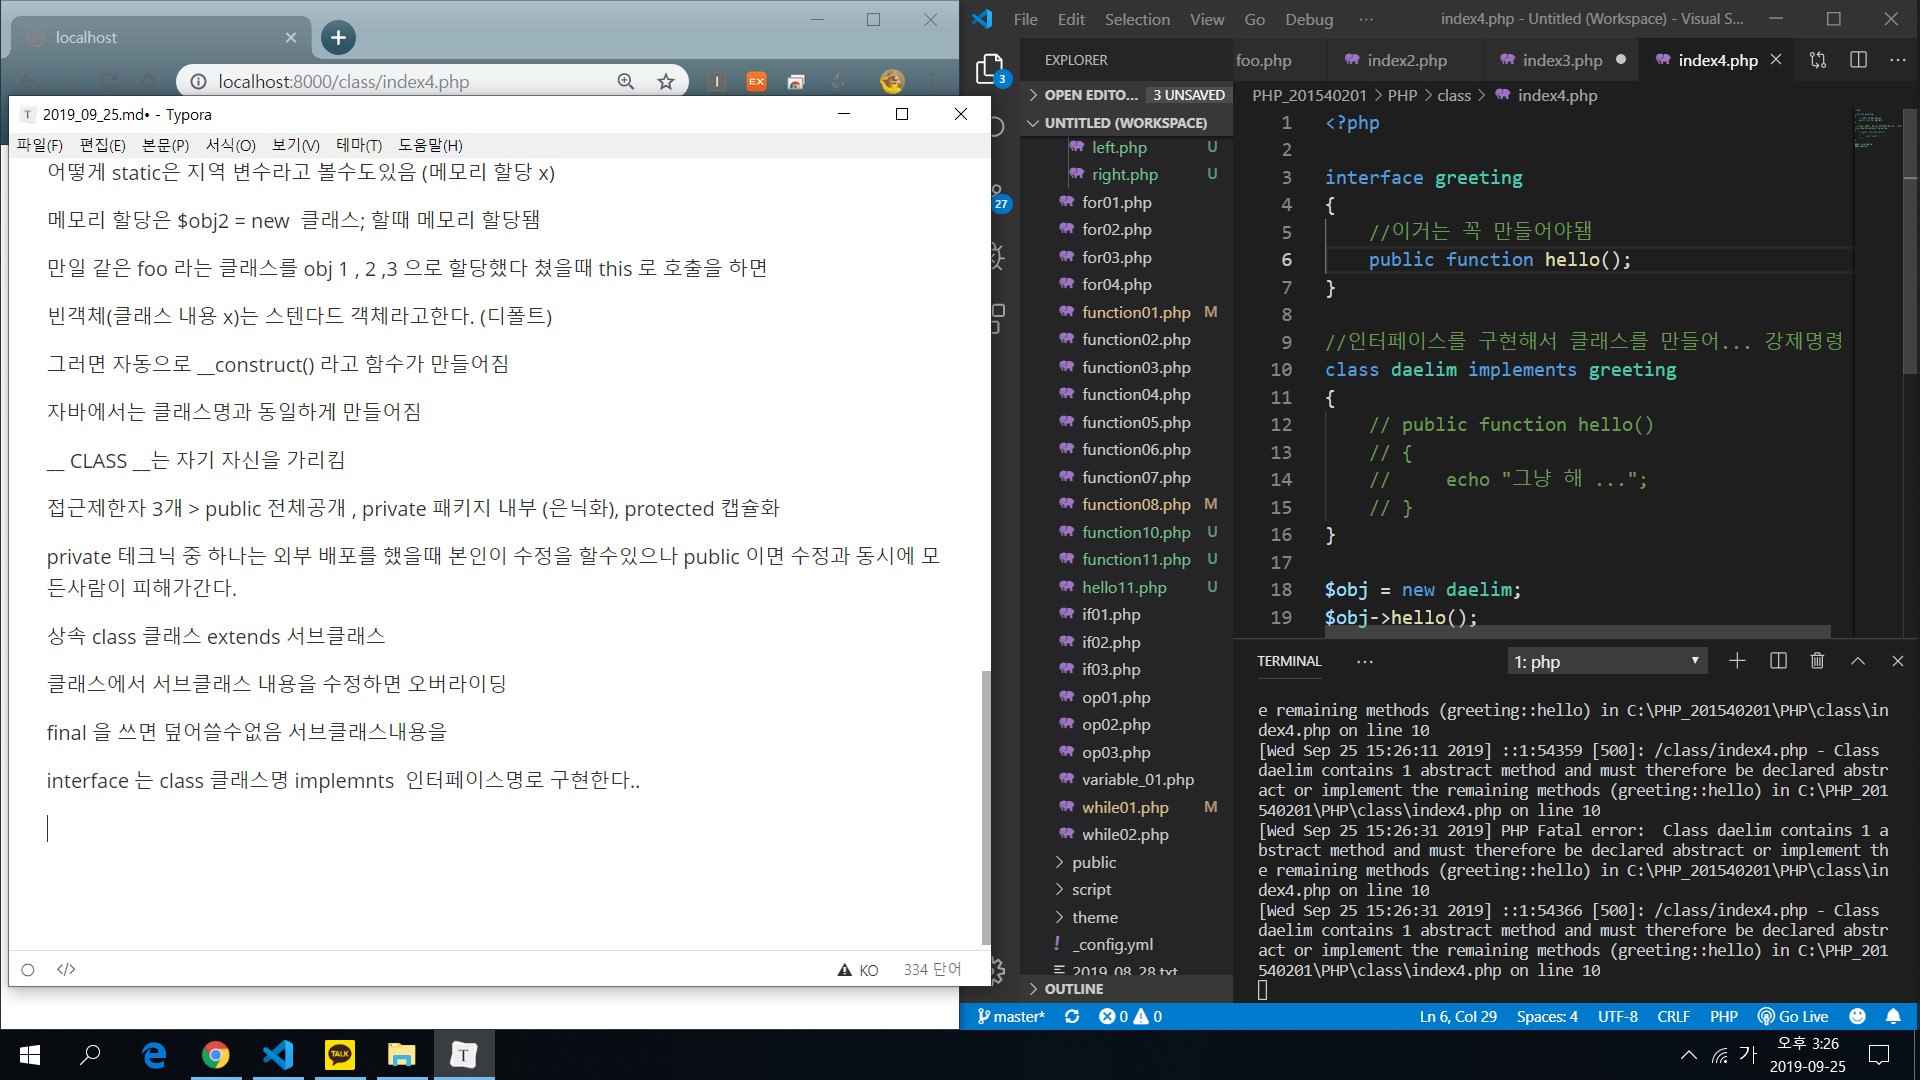 localhost
localhost:8000/class/index4.php
2019_09_25.md• - Typora
파일(F) 편집(E) 본문(P) 서식(O) 보기(V) 테마(T) 도움말(H)
어떻게 static은 지역 변수라고 볼수도있음 (메모리 할당 x)
메모리 할당은 $obj2 = new 클래스; 할때 메모리 할당됌
만일 같은 foo 라는 클래스를 obj 1 , 2 ,3 으로 할당했다 쳤을때 this 로 호출을 하면
빈객체(클래스 내용 x)는 스텐다드 객체라고한다. (디폴트)
그러면 자동으로 __construct() 라고 함수가 만들어짐
자바에서는 클래스명과 동일하게 만들어짐
__ CLASS __는 자기 자신을 가리킴
접근제한자 3개 > public 전체공개 , private 패키지 내부 (은닉화), protected 캡슐화
private 테크닉 중 하나는 외부 배포를 했을때 본인이 수정을 할수있으나 public 이면 수정과 동시에 모
든사람이 피해가간다.
상속 class 클래스 extends 서브클래스
클래스에서 서브클래스 내용을 수정하면 오버라이딩
final 을 쓰면 덮어쓸수없음 서브클래스내용을
interface 는 class 클래스명 implemnts 인터페이스명로 구현한다..
</> KO 334 단어
File Edit Selection View Go Debug ··· index4.php - Untitled (Workspace) - Visual S...
3
27
EXPLORER
OPEN EDITO... 3 UNSAVED
UNTITLED (WORKSPACE)
left.php U
right.php U
for01.php
for02.php
for03.php
for04.php
function01.php M
function02.php
function03.php
function04.php
function05.php
function06.php
function07.php
function08.php M
function10.php U
function11.php U
hello11.php U
if01.php
if02.php
if03.php
op01.php
op02.php
op03.php
variable_01.php
while01.php M
while02.php
public
script
theme
! _config.yml
2019_08_28.txt
OUTLINE
foo.php index2.php index3.php index4.php
PHP_201540201 > PHP > class > index4.php
1 <?php
2
3 interface greeting
4 {
5 //이거는 꼭 만들어야됌
6 public function hello();
7 }
8
9 //인터페이스를 구현해서 클래스를 만들어... 강제명령
10 class daelim implements greeting
11 {
12 // public function hello()
13 // {
14 // echo "그냥 해 ...";
15 // }
16 }
17
18 $obj = new daelim;
19 $obj->hello();
TERMINAL ··· 1: php
e remaining methods (greeting::hello) in C:\PHP_201540201\PHP\class\in
dex4.php on line 10
[Wed Sep 25 15:26:11 2019] ::1:54359 [500]: /class/index4.php - Class
daelim contains 1 abstract method and must therefore be declared abstr
act or implement the remaining methods (greeting::hello) in C:\PHP_201
540201\PHP\class\index4.php on line 10
[Wed Sep 25 15:26:31 2019] PHP Fatal error:  Class daelim contains 1 a
bstract method and must therefore be declared abstract or implement th
e remaining methods (greeting::hello) in C:\PHP_201540201\PHP\class\in
dex4.php on line 10
[Wed Sep 25 15:26:31 2019] ::1:54366 [500]: /class/index4.php - Class
daelim contains 1 abstract method and must therefore be declared abstr
act or implement the remaining methods (greeting::hello) in C:\PHP_201
540201\PHP\class\index4.php on line 10
master* 0 0 Ln 6, Col 29 Spaces: 4 UTF-8 CRLF PHP Go Live
TALK T 가 오후 3:26
2019-09-25